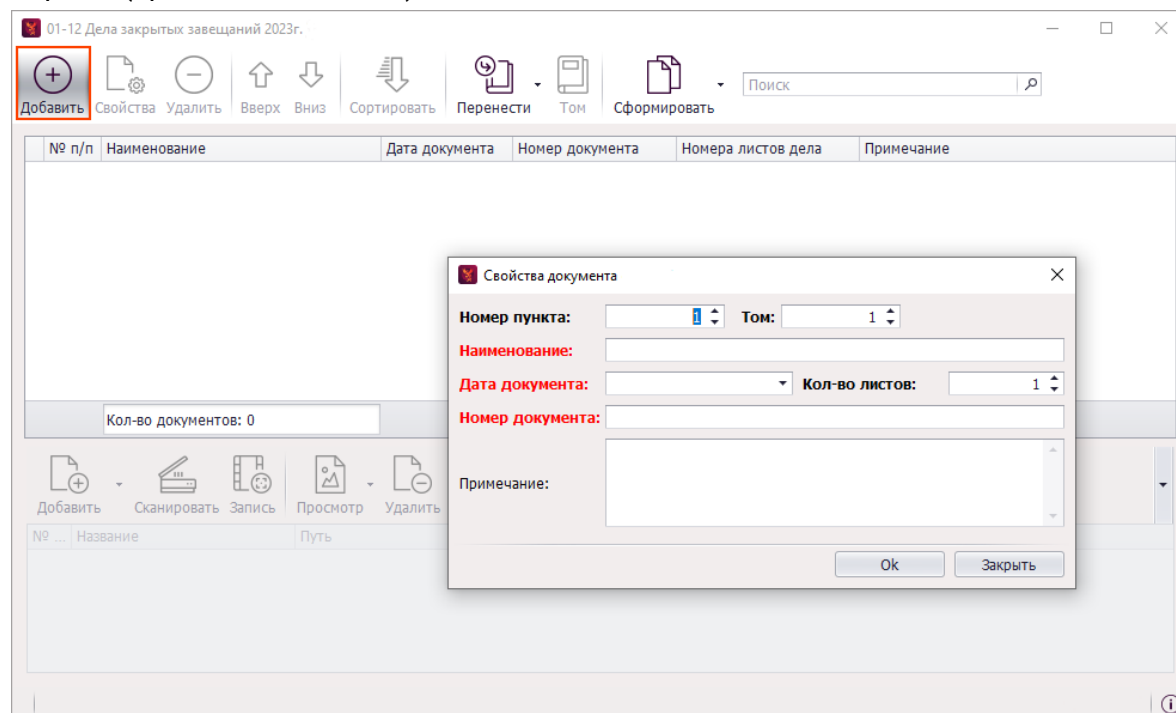 01-12 Дела закрытых завещаний 2023г.
Добавить Свойства Удалить Вверх Вниз Сортировать Перенести Том Сформировать Поиск
№ п/п Наименование Дата документа Номер документа Номера листов дела Примечание
Свойства документа
Номер пункта: 1 Том: 1
Наименование:
Дата документа: Кол-во листов: 1
Кол-во документов: 0
Номер документа:
Примечание:
Добавить Сканировать Запись Просмотр Удалить
№ ... Название Путь
Ok Закрыть